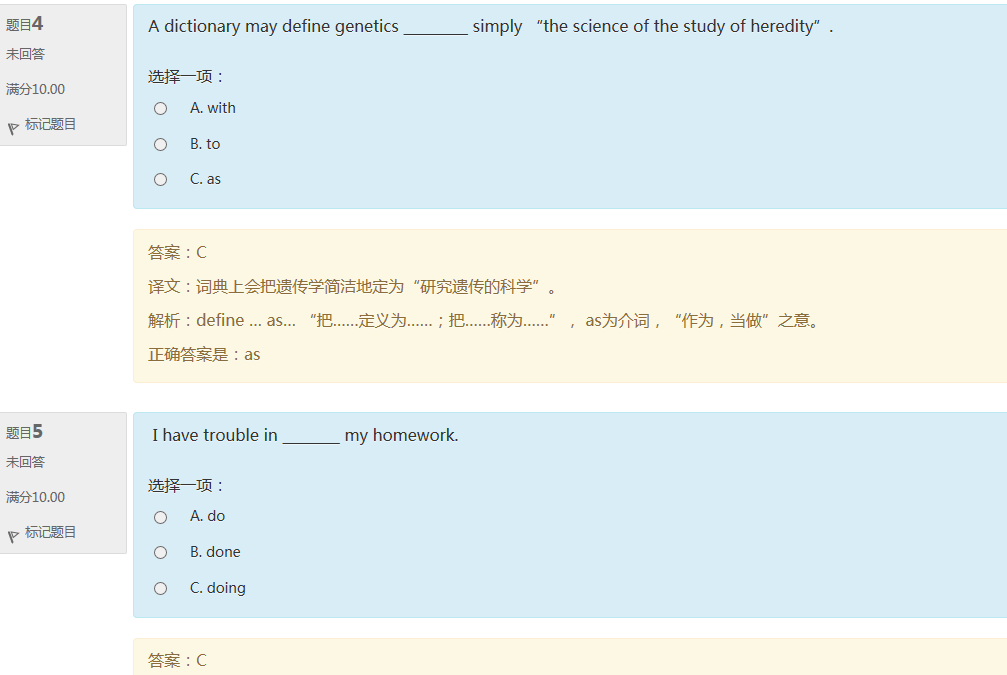 题目4
未回答
满分10.00
标记题目
A dictionary may define genetics ________ simply “the science of the study of heredity”.
选择一项：
A. with
B. to
C. as
答案：C
译文：词典上会把遗传学简洁地定为“研究遗传的科学”。
解析：define ... as... “把……定义为……；把……称为……”， as为介词，“作为，当做”之意。
正确答案是：as
题目5
未回答
满分10.00
标记题目
I have trouble in _______ my homework.
选择一项：
A. do
B. done
C. doing
答案：C